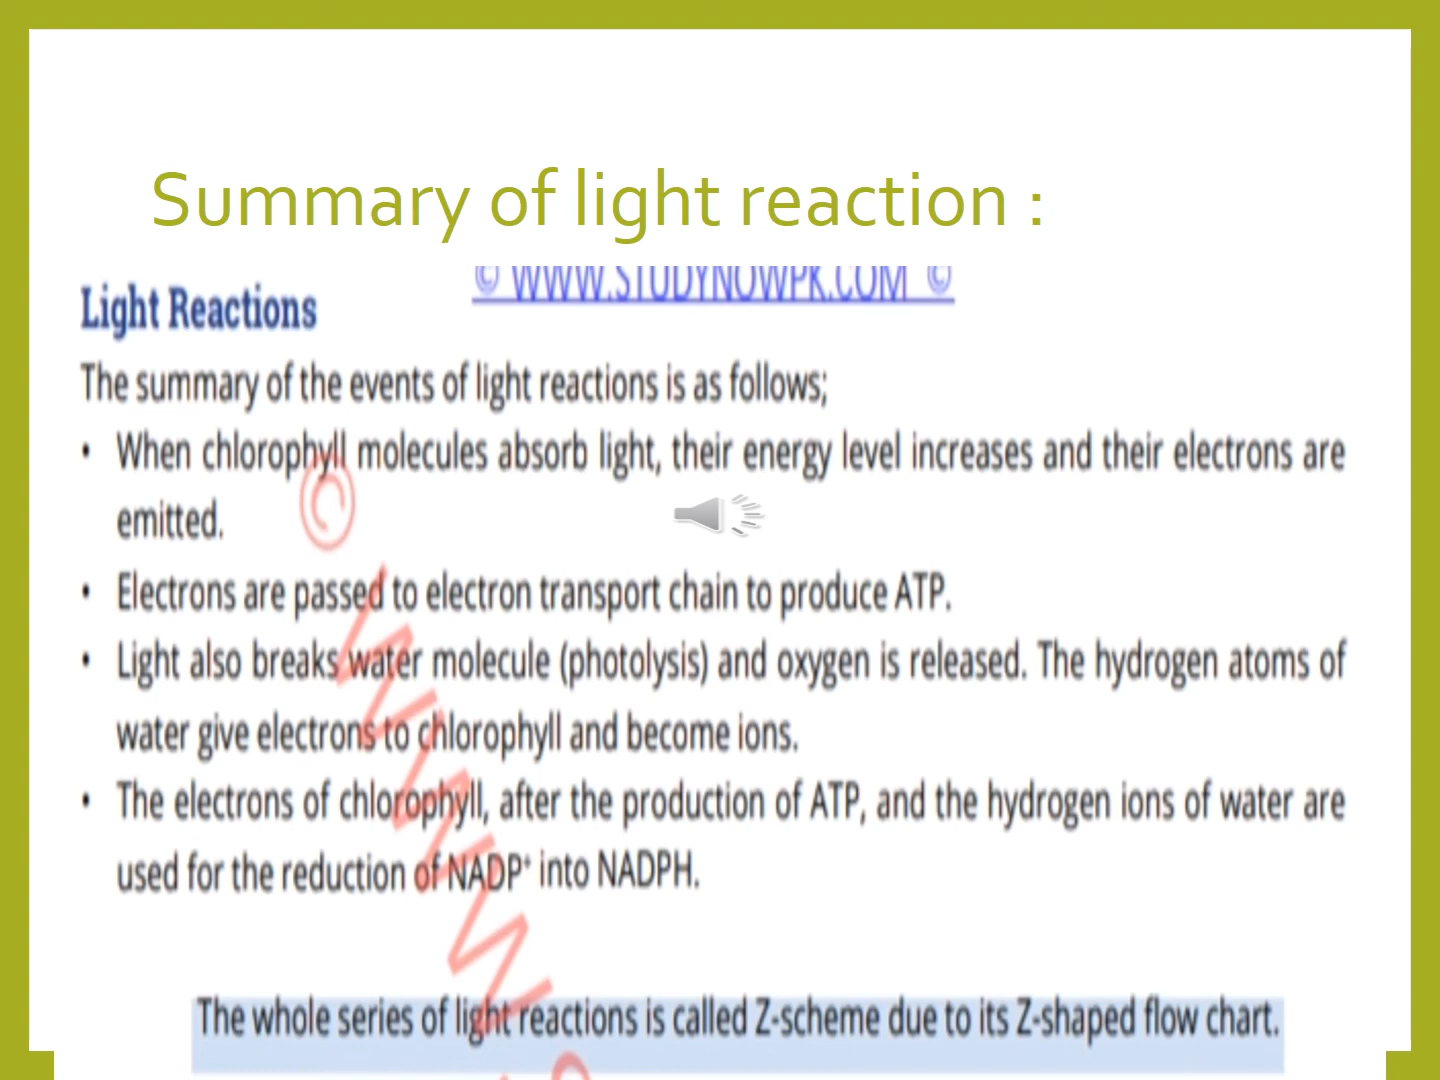 Summary of light reaction :
© WWW.STUDYNOWPK.COM ©
Light Reactions
The summary of the events of light reactions is as follows;
• When chlorophyll molecules absorb light, their energy level increases and their electrons are
emitted.
• Electrons are passed to electron transport chain to produce ATP.
• Light also breaks water molecule (photolysis) and oxygen is released. The hydrogen atoms of
water give electrons to chlorophyll and become ions.
• The electrons of chlorophyll, after the production of ATP, and the hydrogen ions of water are
used for the reduction of NADP⁺ into NADPH.
The whole series of light reactions is called Z-scheme due to its Z-shaped flow chart.
© WWW.S